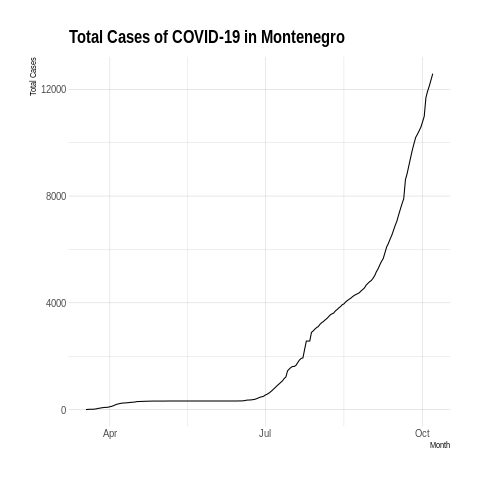 Total Cases of COVID-19 in Montenegro
Total Cases
12000
8000
4000
0
Apr
Jul
Oct
Month